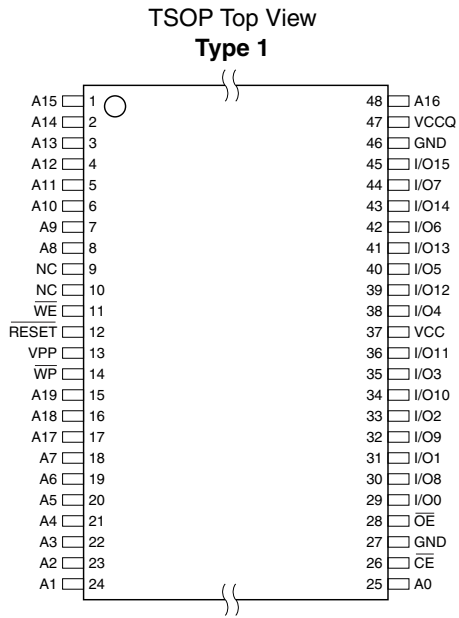 TSOP Top View
Type 1
A15 1 48 A16
A14 2 47 VCCQ
A13 3 46 GND
A12 4 45 I/O15
A11 5 44 I/O7
A10 6 43 I/O14
A9 7 42 I/O6
A8 8 41 I/O13
NC 9 40 I/O5
NC 10 39 I/O12
WE 11 38 I/O4
RESET 12 37 VCC
VPP 13 36 I/O11
WP 14 35 I/O3
A19 15 34 I/O10
A18 16 33 I/O2
A17 17 32 I/O9
A7 18 31 I/O1
A6 19 30 I/O8
A5 20 29 I/O0
A4 21 28 OE
A3 22 27 GND
A2 23 26 CE
A1 24 25 A0